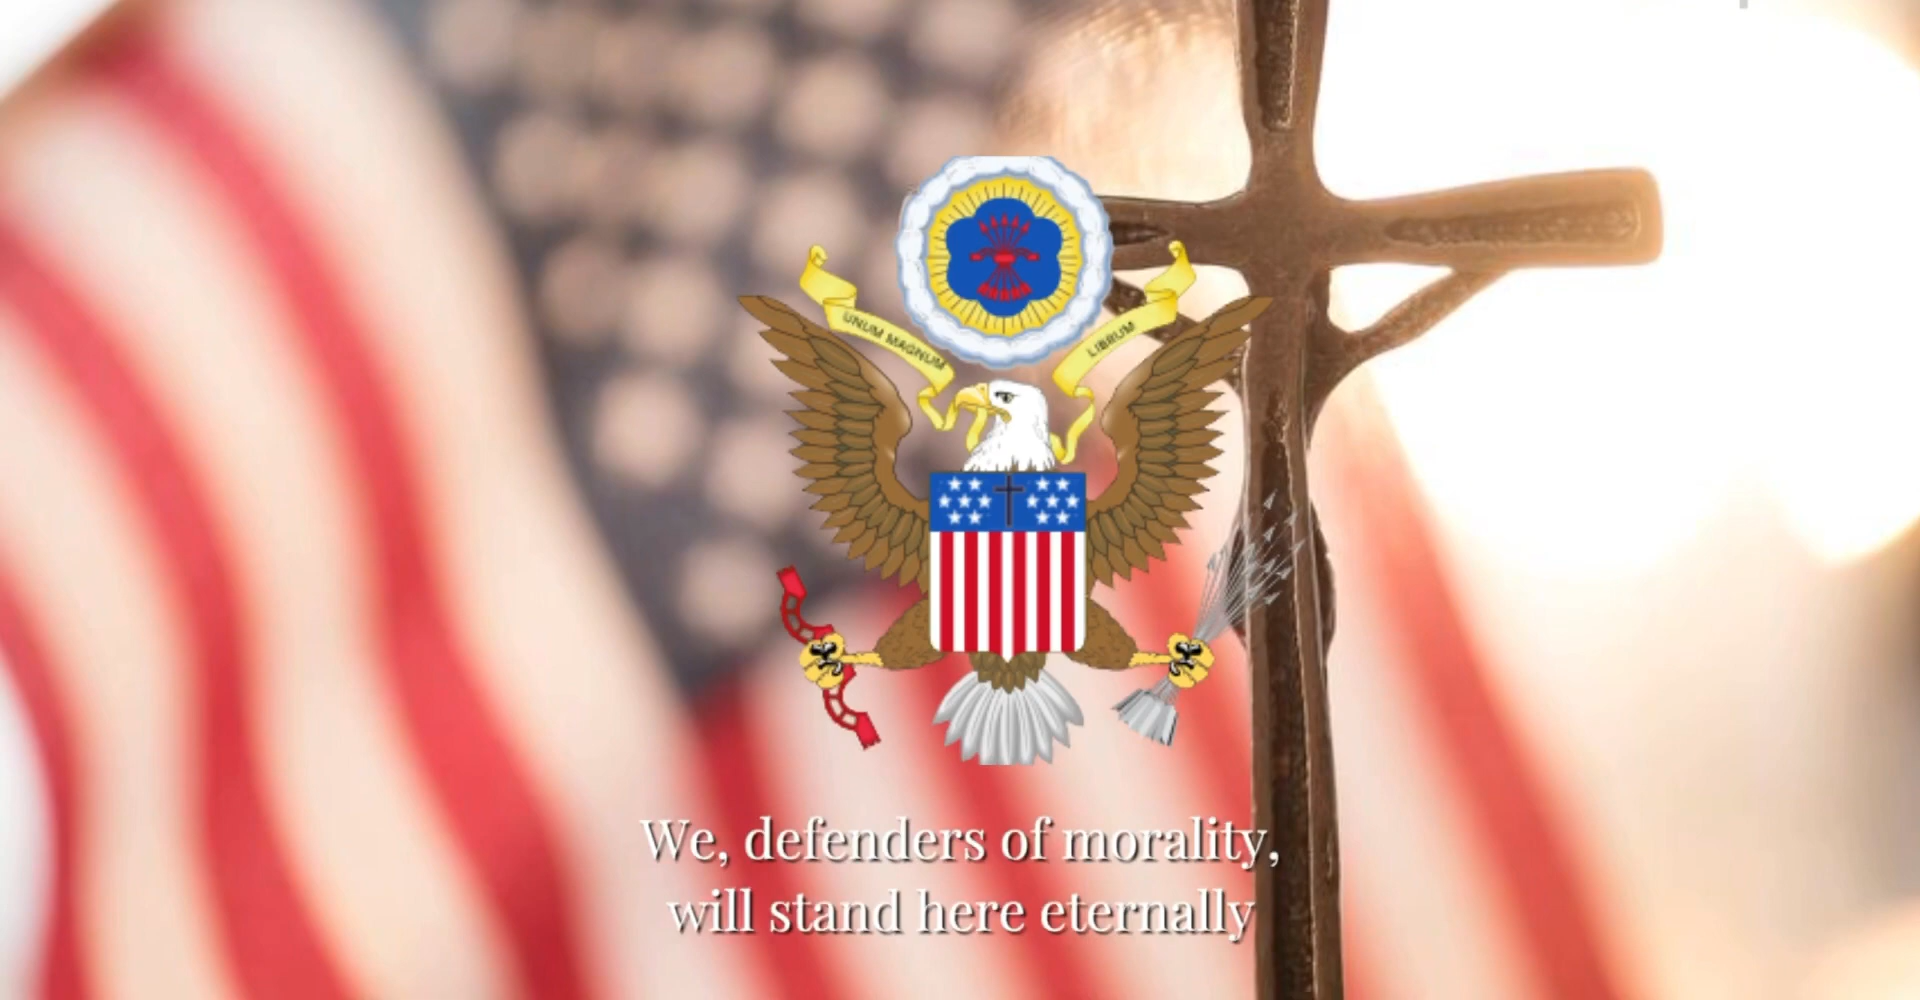 UNUM MAGNUM
LIBRUM
We, defenders of morality,
will stand here eternally